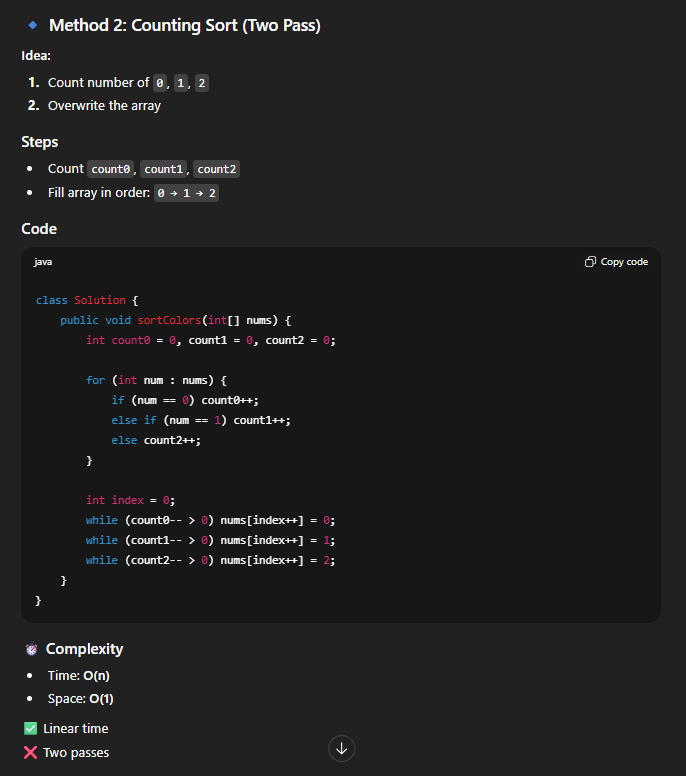 Method 2: Counting Sort (Two Pass)
Idea:
1. Count number of 0, 1, 2
2. Overwrite the array
Steps
• Count count0, count1, count2
• Fill array in order: 0 → 1 → 2
Code
java
Copy code
class Solution {
    public void sortColors(int[] nums) {
        int count0 = 0, count1 = 0, count2 = 0;
        for (int num : nums) {
            if (num == 0) count0++;
            else if (num == 1) count1++;
            else count2++;
        }
        int index = 0;
        while (count0-- > 0) nums[index++] = 0;
        while (count1-- > 0) nums[index++] = 1;
        while (count2-- > 0) nums[index++] = 2;
    }
}
Complexity
• Time: O(n)
• Space: O(1)
✅ Linear time
❌ Two passes